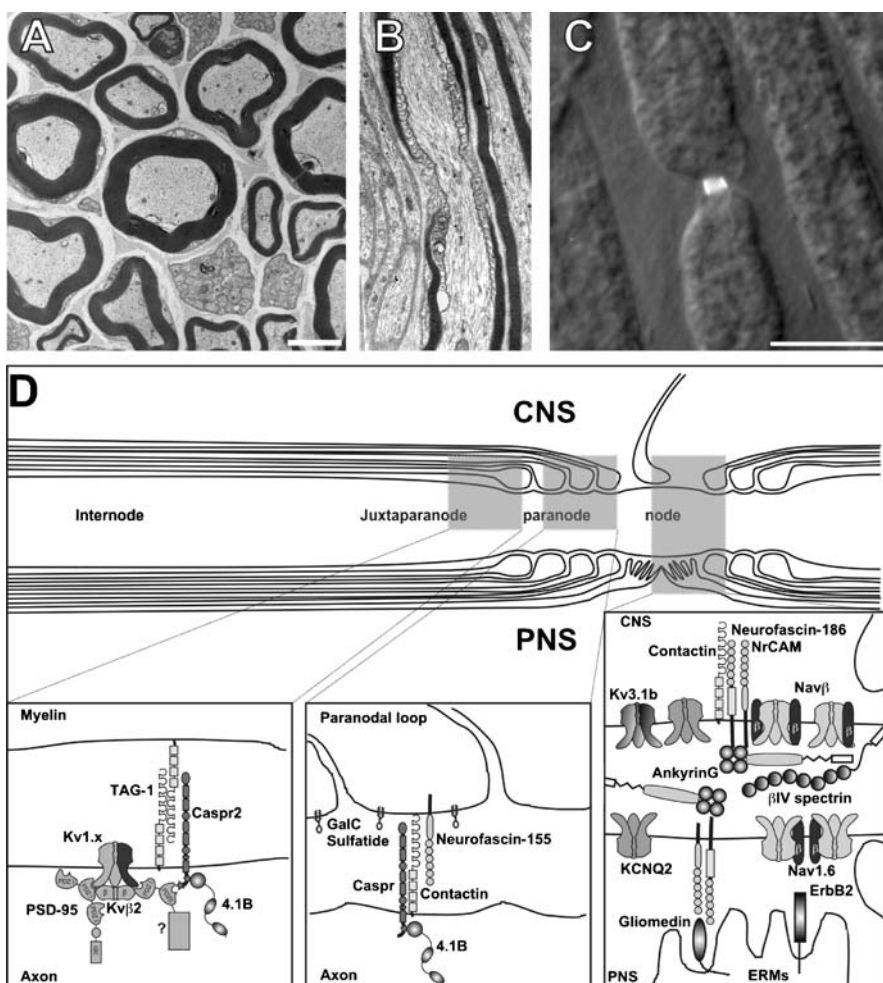 A
B
C
D
CNS
Internode
Juxtaparanode
paranode
node
PNS
Myelin
TAG-1
Caspr2
Kv1.x
PSD-95
Kvβ2
β
β
4.1B
?
Axon
Paranodal loop
GalC
Sulfatide
Neurofascin-155
Caspr
Contactin
4.1B
Axon
CNS
Neurofascin-186
Contactin
NrCAM
Kv3.1b
Navβ
β
β
β
AnkyrinG
βIV spectrin
KCNQ2
Nav1.6
β
β
ErbB2
Gliomedin
PNS
ERMs